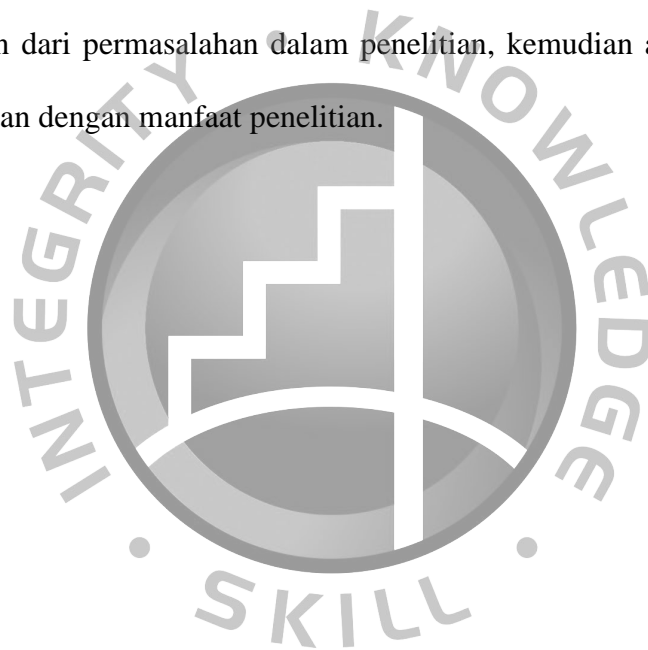 n dari permasalahan dalam penelitian, kemudian a
an dengan manfaat penelitian.
INTEGRITY • KNOWLEDGE • SKILL •